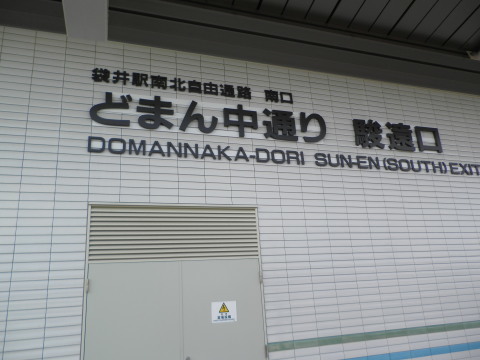 袋井駅南北自由通路 南口
どまん中通り 駿遠口
DOMANNAKA-DORI SUN-EN (SOUTH) EXIT